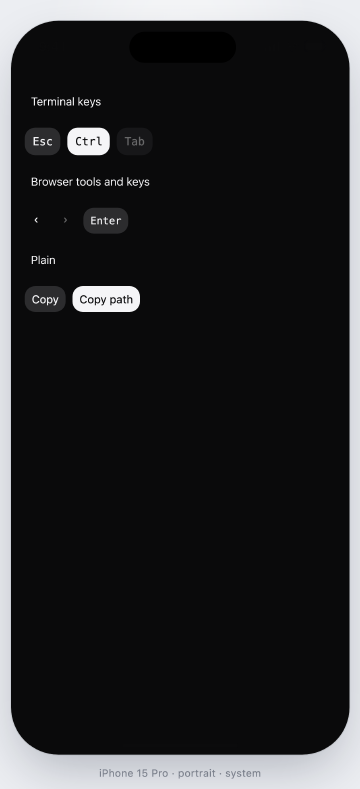 Terminal keys
Esc Ctrl Tab
Browser tools and keys
‹ › Enter
Plain
Copy Copy path
iPhone 15 Pro · portrait · system